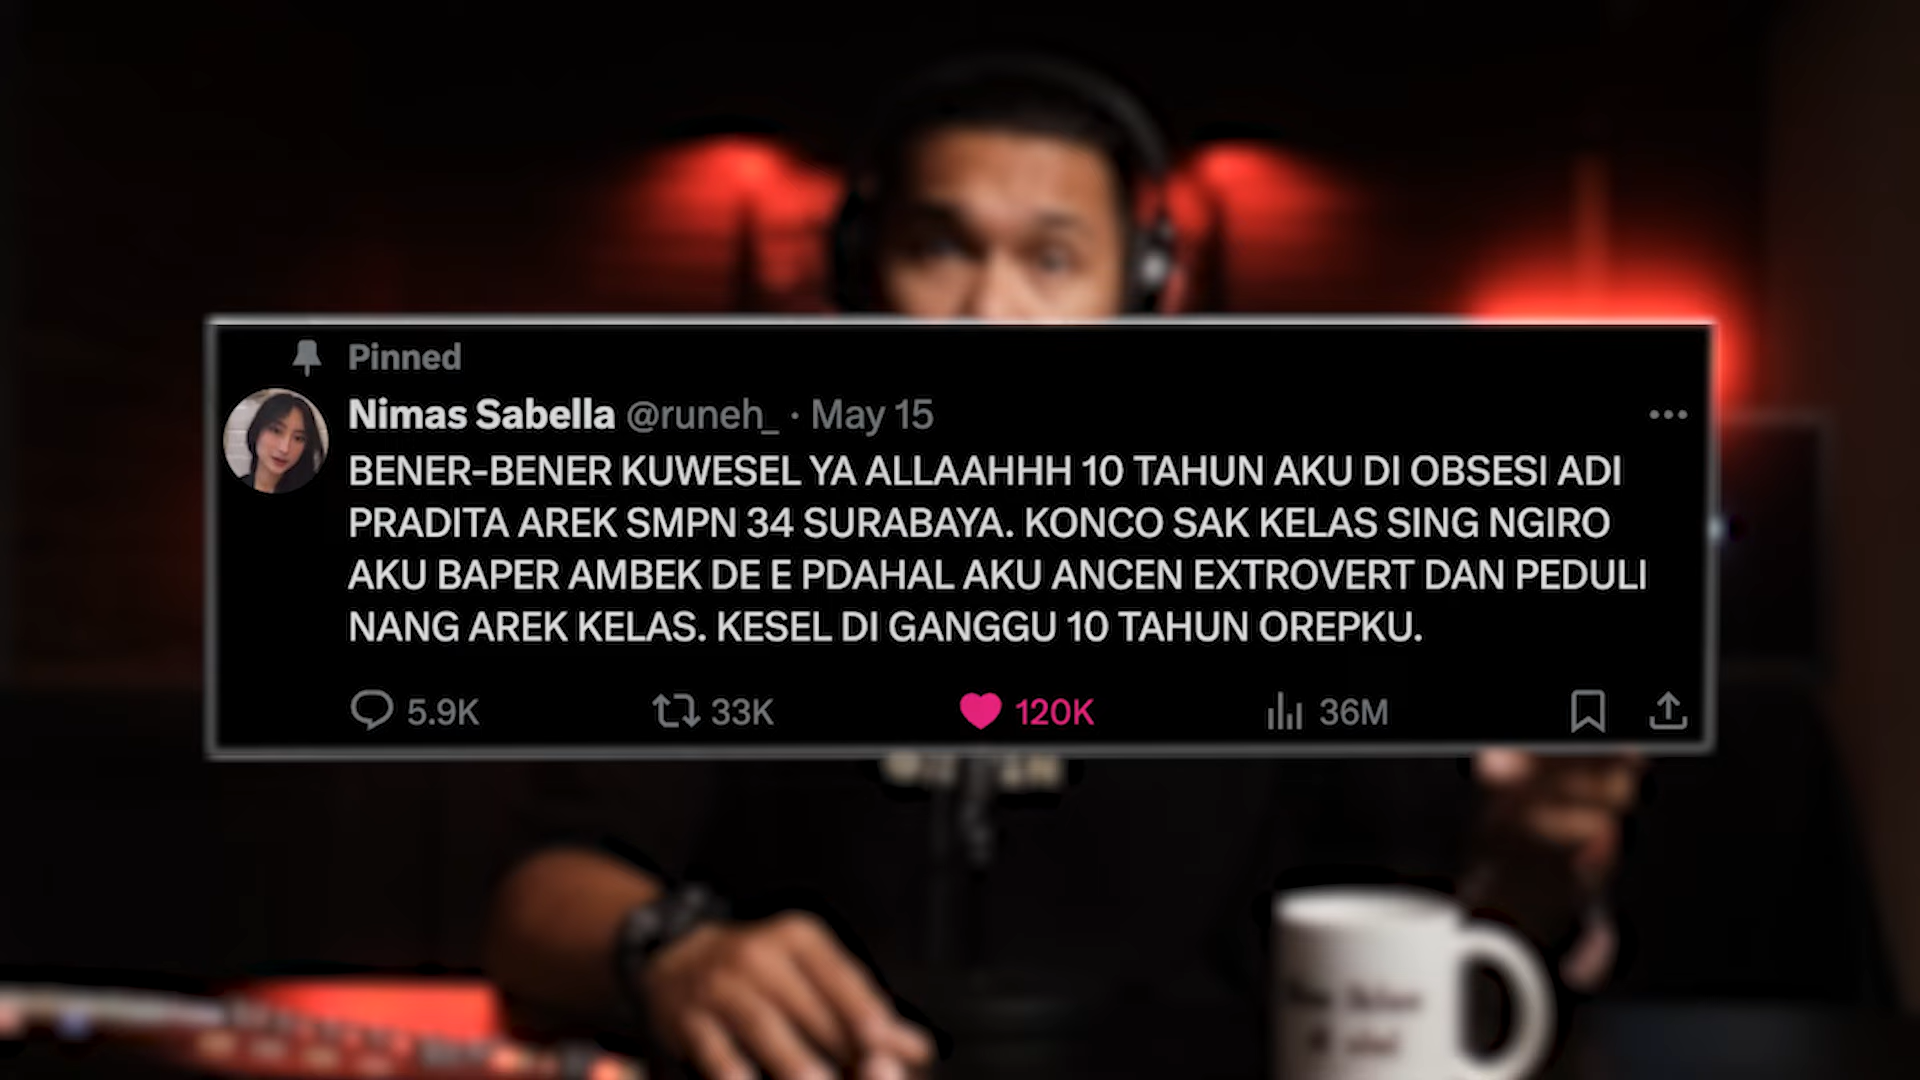 Pinned
Nimas Sabella @runeh_ · May 15
BENER-BENER KUWESEL YA ALLAAHHH 10 TAHUN AKU DI OBSESI ADI
PRADITA AREK SMPN 34 SURABAYA. KONCO SAK KELAS SING NGIRO
AKU BAPER AMBEK DE E PDAHAL AKU ANCEN EXTROVERT DAN PEDULI
NANG AREK KELAS. KESEL DI GANGGU 10 TAHUN OREPKU.
5.9K 33K 120K 36M